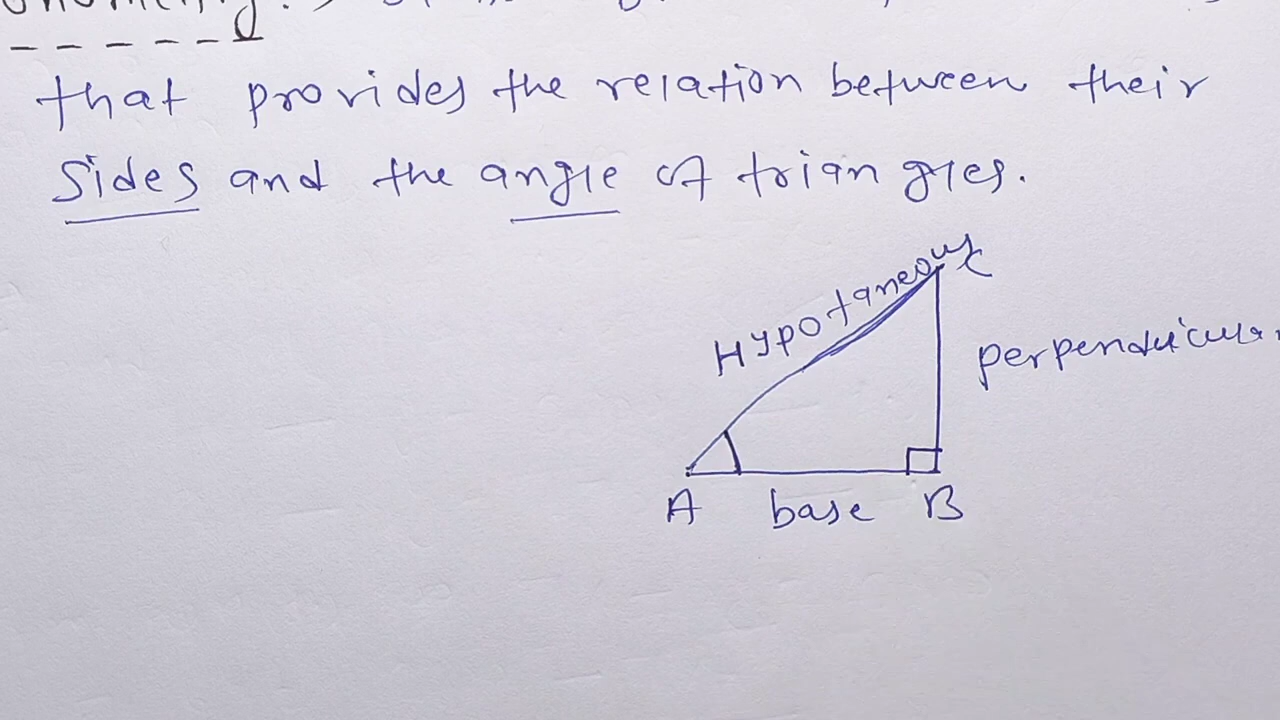 that provides the relation between their
sides and the angle of triangles.
Hypotaneous
C
perpendicular
A base B